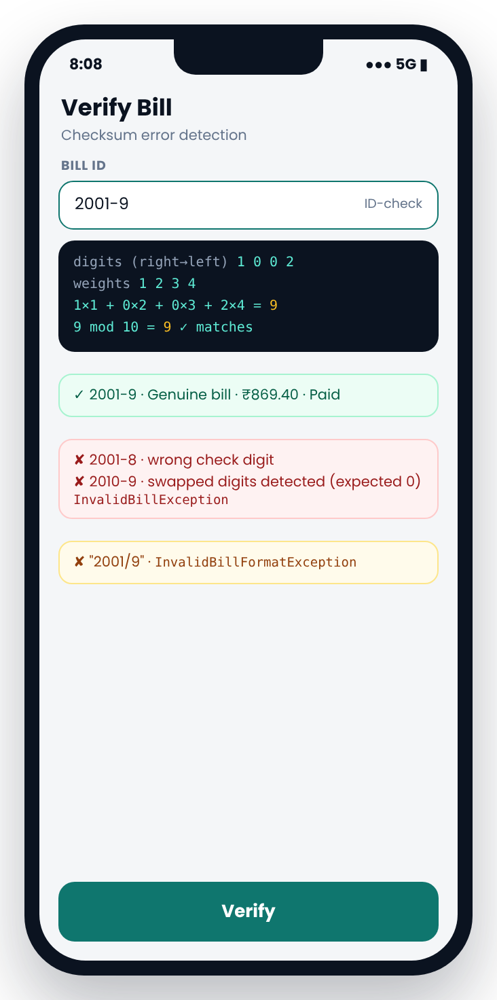 8:08
●●● 5G ▮
Verify Bill
Checksum error detection
BILL ID
2001-9
ID-check
digits (right→left) 1 0 0 2
weights 1 2 3 4
1×1 + 0×2 + 0×3 + 2×4 = 9
9 mod 10 = 9 ✓ matches
✓ 2001-9 · Genuine bill · ₹869.40 · Paid
✘ 2001-8 · wrong check digit
✘ 2010-9 · swapped digits detected (expected 0)
InvalidBillException
✘ "2001/9" · InvalidBillFormatException
Verify